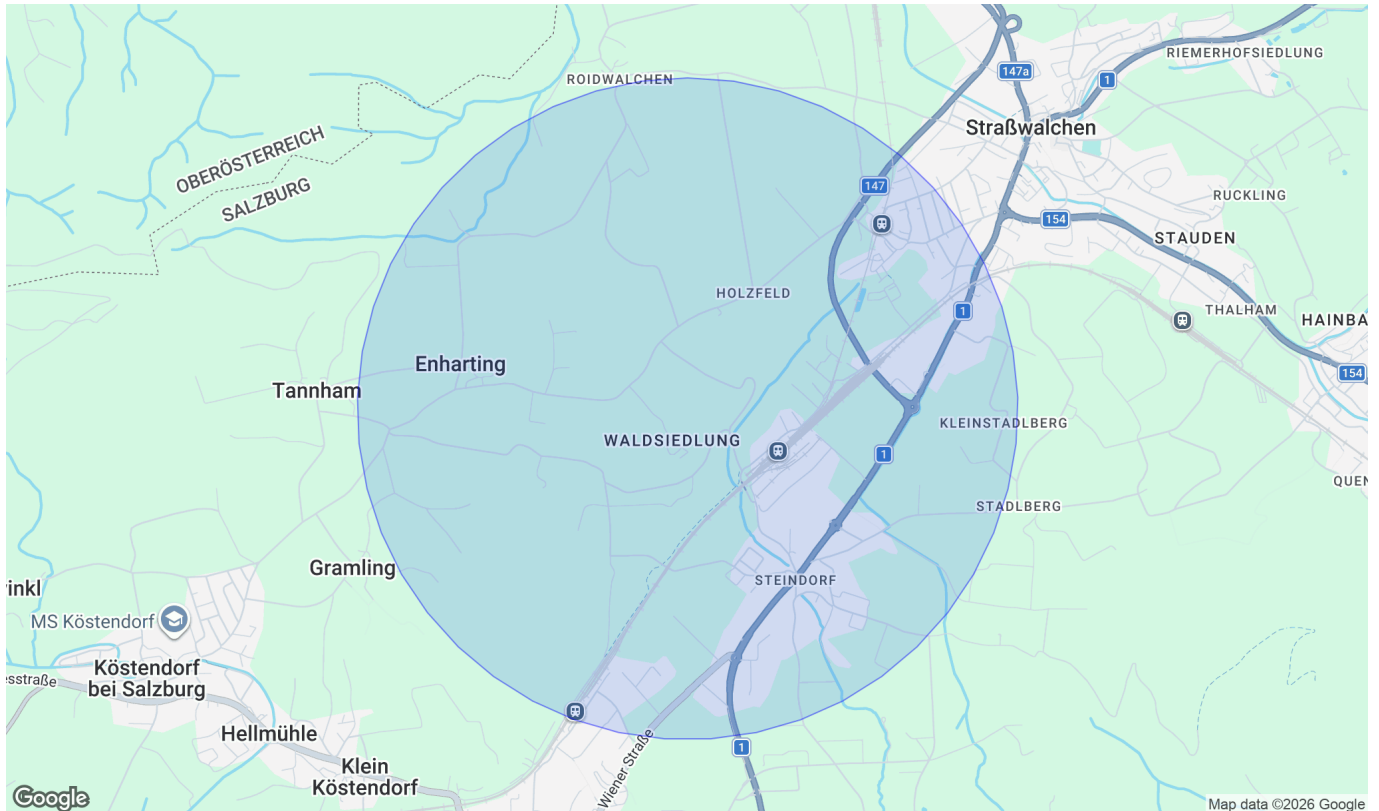 ROIDWALCHEN
147a
1
RIEMERHOFSIEDLUNG
Straßwalchen
OBERÖSTERREICH
SALZBURG
147
RUCKLING
154
STAUDEN
HOLZFELD
1
THALHAM
HAINBA
Enharting
154
Tannham
KLEINSTADLBERG
WALDSIEDLUNG
1
QUEN
STADLBERG
Gramling
STEINDORF
inkl
MS Köstendorf
Köstendorf
bei Salzburg
esstraße
Hellmühle
Wiener Straße
1
Klein
Köstendorf
Google
Map data ©2026 Google